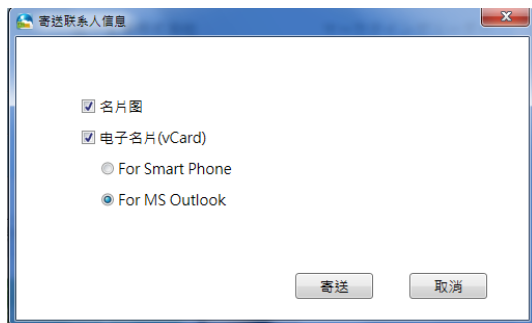 寄送联系人信息
名片图
电子名片(vCard)
For Smart Phone
For MS Outlook
寄送
取消